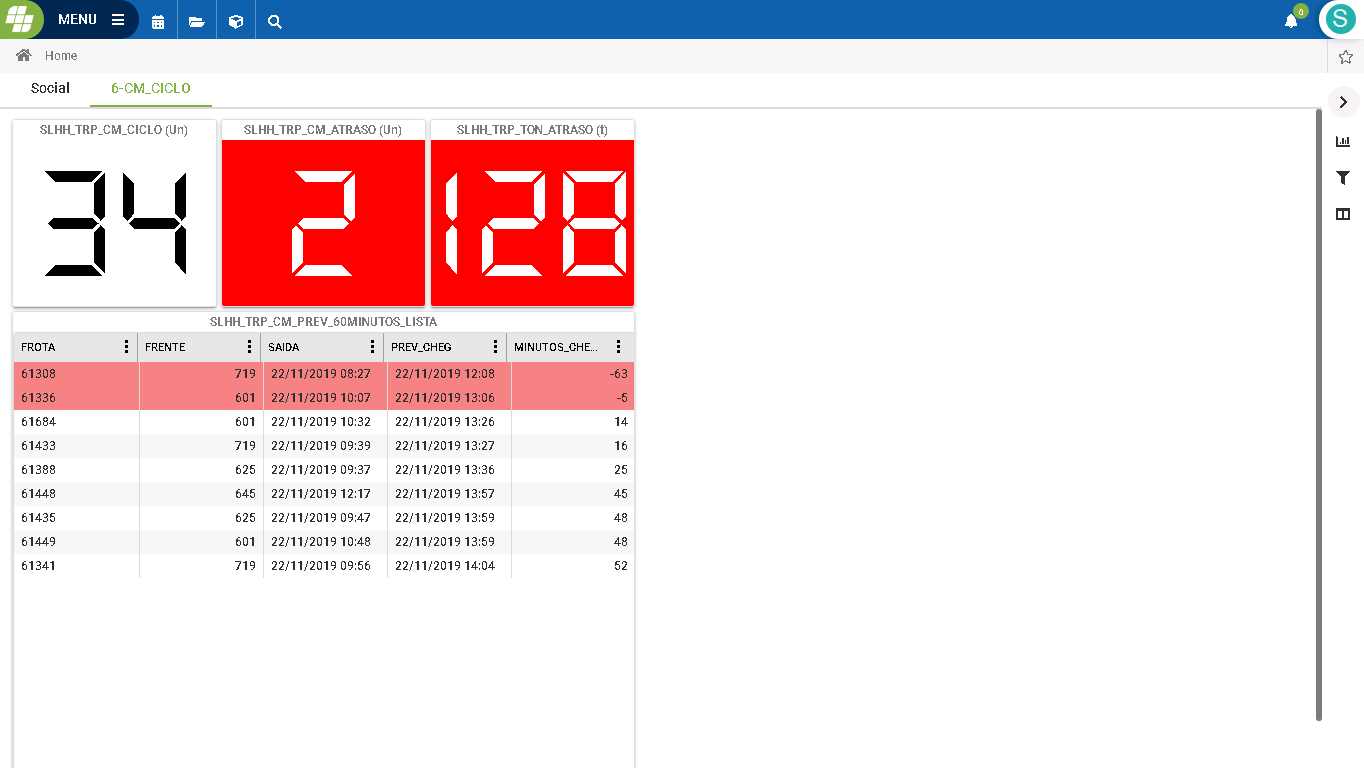 MENU
0
S
Home
Social 6-CM_CICLO
SLHH_TRP_CM_CICLO (Un) SLHH_TRP_CM_ATRASO (Un) SLHH_TRP_TON_ATRASO (t)
34 2 128
SLHH_TRP_CM_PREV_60MINUTOS_LISTA
FROTA FRENTE SAIDA PREV_CHEG MINUTOS_CHE...
61308 719 22/11/2019 08:27 22/11/2019 12:08 -63
61336 601 22/11/2019 10:07 22/11/2019 13:06 -5
61684 601 22/11/2019 10:32 22/11/2019 13:26 14
61433 719 22/11/2019 09:39 22/11/2019 13:27 16
61388 625 22/11/2019 09:37 22/11/2019 13:36 25
61448 645 22/11/2019 12:17 22/11/2019 13:57 45
61435 625 22/11/2019 09:47 22/11/2019 13:59 48
61449 601 22/11/2019 10:48 22/11/2019 13:59 48
61341 719 22/11/2019 09:56 22/11/2019 14:04 52